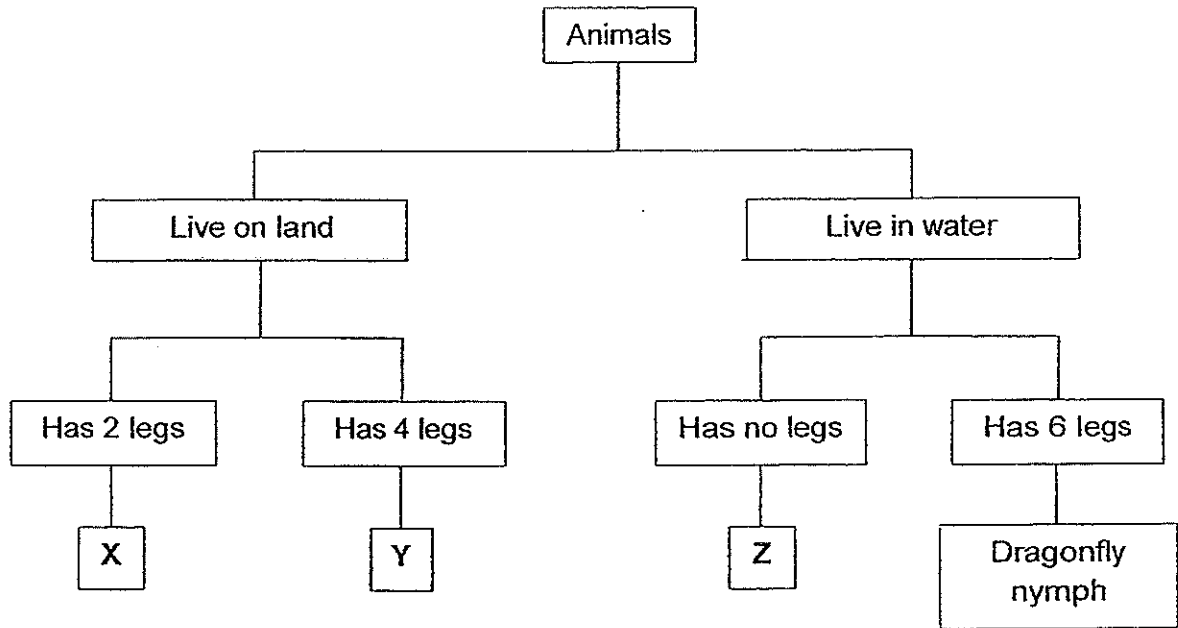 Animals
Live on land
Live in water
Has 2 legs
Has 4 legs
Has no legs
Has 6 legs
X
Y
Z
Dragonfly
nymph